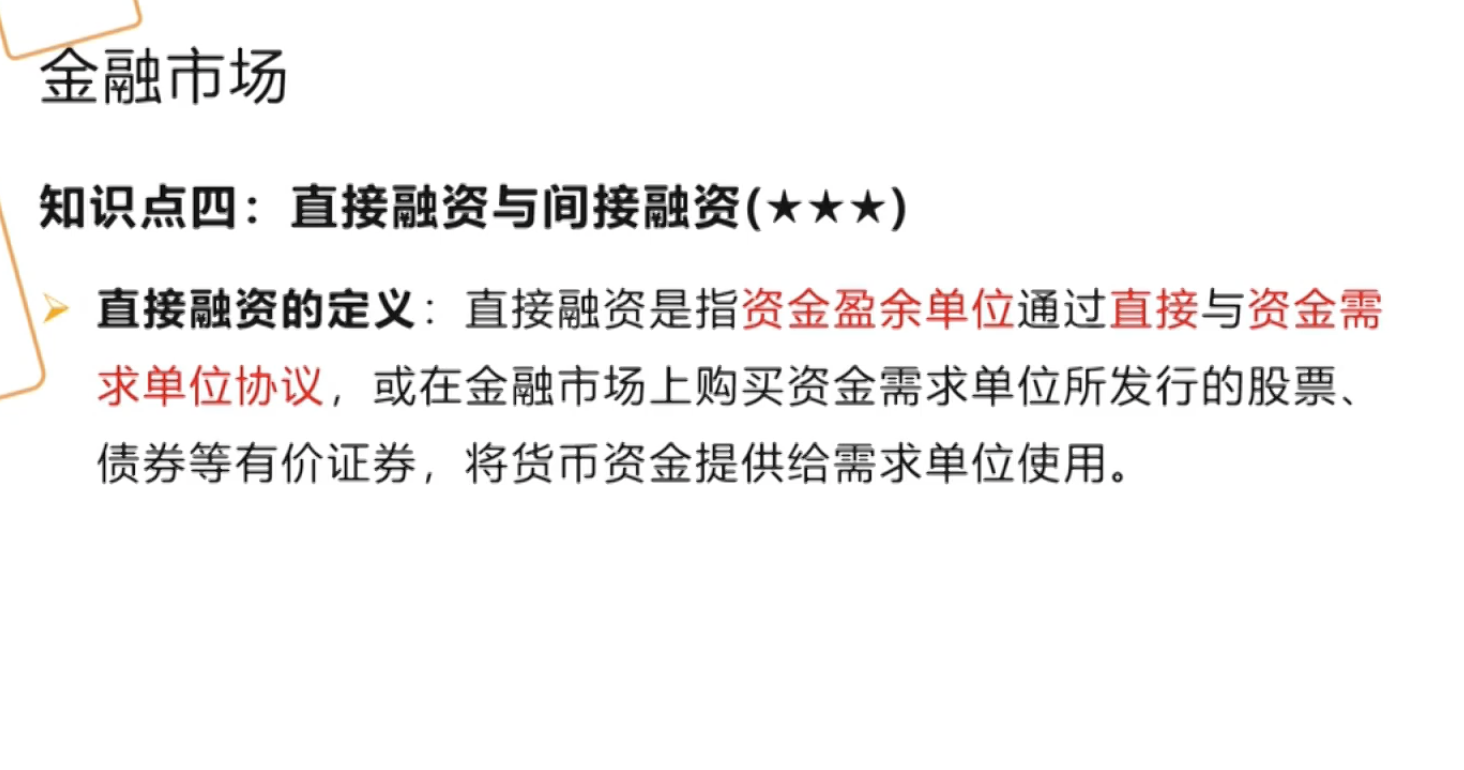 金融市场
知识点四：直接融资与间接融资(★★★)
直接融资的定义：直接融资是指资金盈余单位通过直接与资金需
求单位协议，或在金融市场上购买资金需求单位所发行的股票、
债券等有价证券，将货币资金提供给需求单位使用。